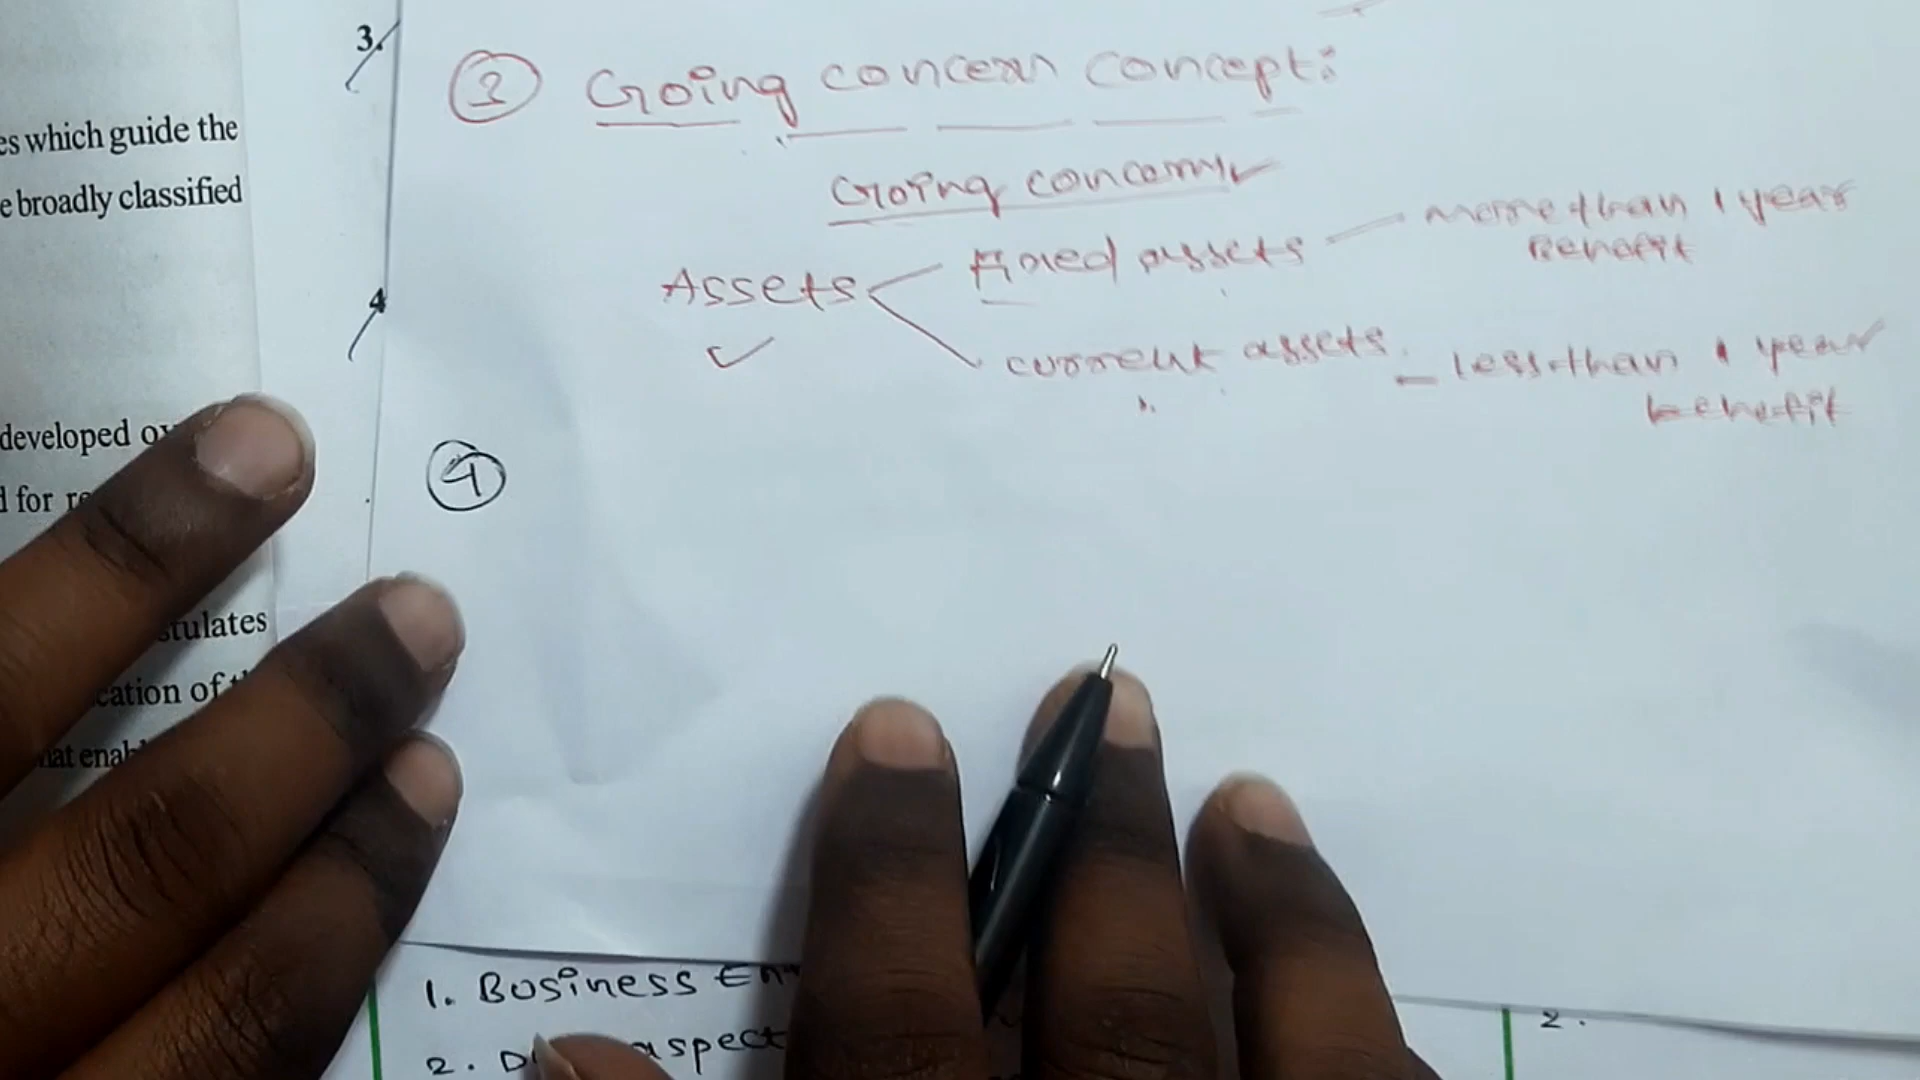 3.
es which guide the
e broadly classified
4
developed
d for
tulates
cation of
at enab
③ Going concern concept:
Going concern
Assets
Fixed assets — more than 1 year
Benefit
current assets — less than 1 year
benefit
④
1. Business
2. aspect
2.